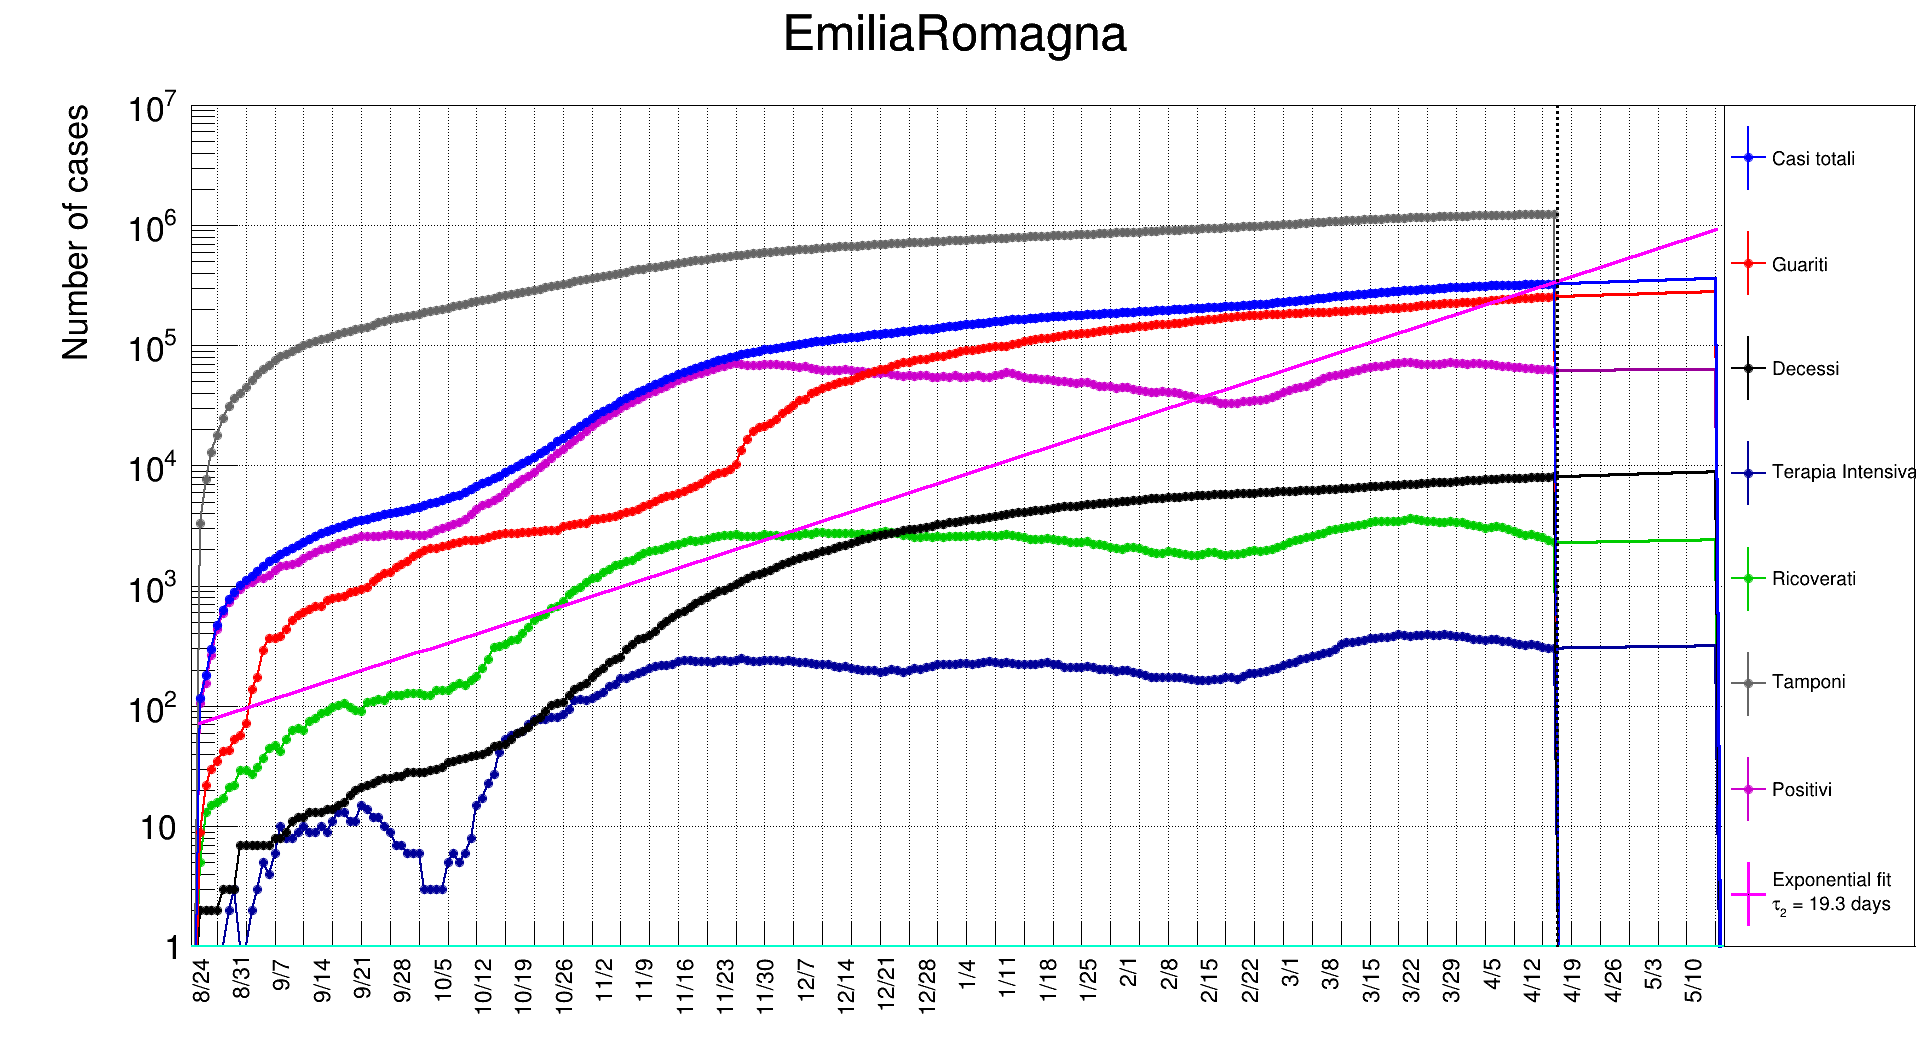 EmiliaRomagna
Number of cases
10^7
10^6
10^5
10^4
10^3
10^2
10
1
8/24 8/31 9/7 9/14 9/21 9/28 10/5 10/12 10/19 10/26 11/2 11/9 11/16 11/23 11/30 12/7 12/14 12/21 12/28 1/4 1/11 1/18 1/25 2/1 2/8 2/15 2/22 3/1 3/8 3/15 3/22 3/29 4/5 4/12 4/19 4/26 5/3 5/10
Casi totali
Guariti
Decessi
Terapia Intensiva
Ricoverati
Tamponi
Positivi
Exponential fit
τ_2 = 19.3 days